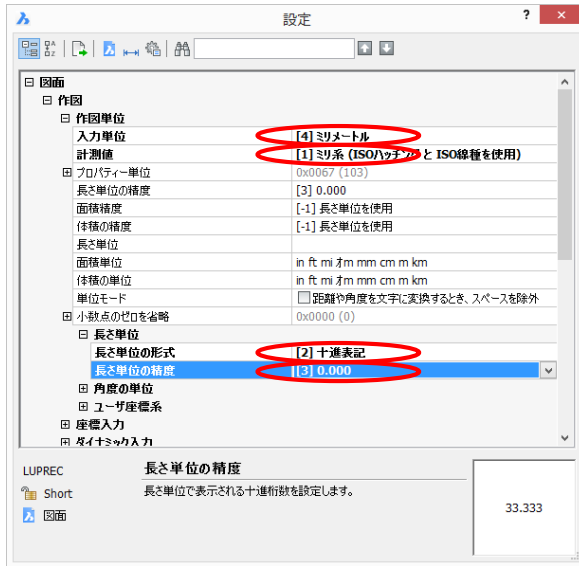 設定
図面
作図
作図単位
入力単位 [4] ミリメートル
計測値 [1] ミリ系 (ISOハッチングと ISO線種を使用)
プロパティー単位 0x0067 (103)
長さ単位の精度 [3] 0.000
面積精度 [-1] 長さ単位を使用
体積の精度 [-1] 長さ単位を使用
長さ単位
面積単位 in ft mi μm mm cm m km
体積の単位 in ft mi μm mm cm m km
単位モード 距離や角度を文字に変換するとき、スペースを除外
小数点のゼロを省略 0x0000 (0)
長さ単位
長さ単位の形式 [2] 十進表記
長さ単位の精度 [3] 0.000
角度の単位
ユーザ座標系
座標入力
ダイナミック入力
LUPREC
長さ単位の精度
Short
長さ単位で表示される十進桁数を設定します。
図面
33.333